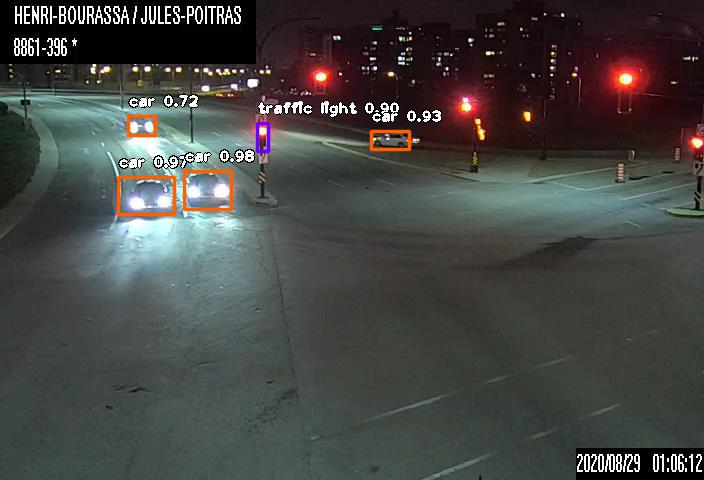 HENRI-BOURASSA / JULES-POITRAS
8861-396 *
car 0.72
traffic light 0.90
car 0.93
car 0.97
car 0.98
2020/08/29 01:06:12